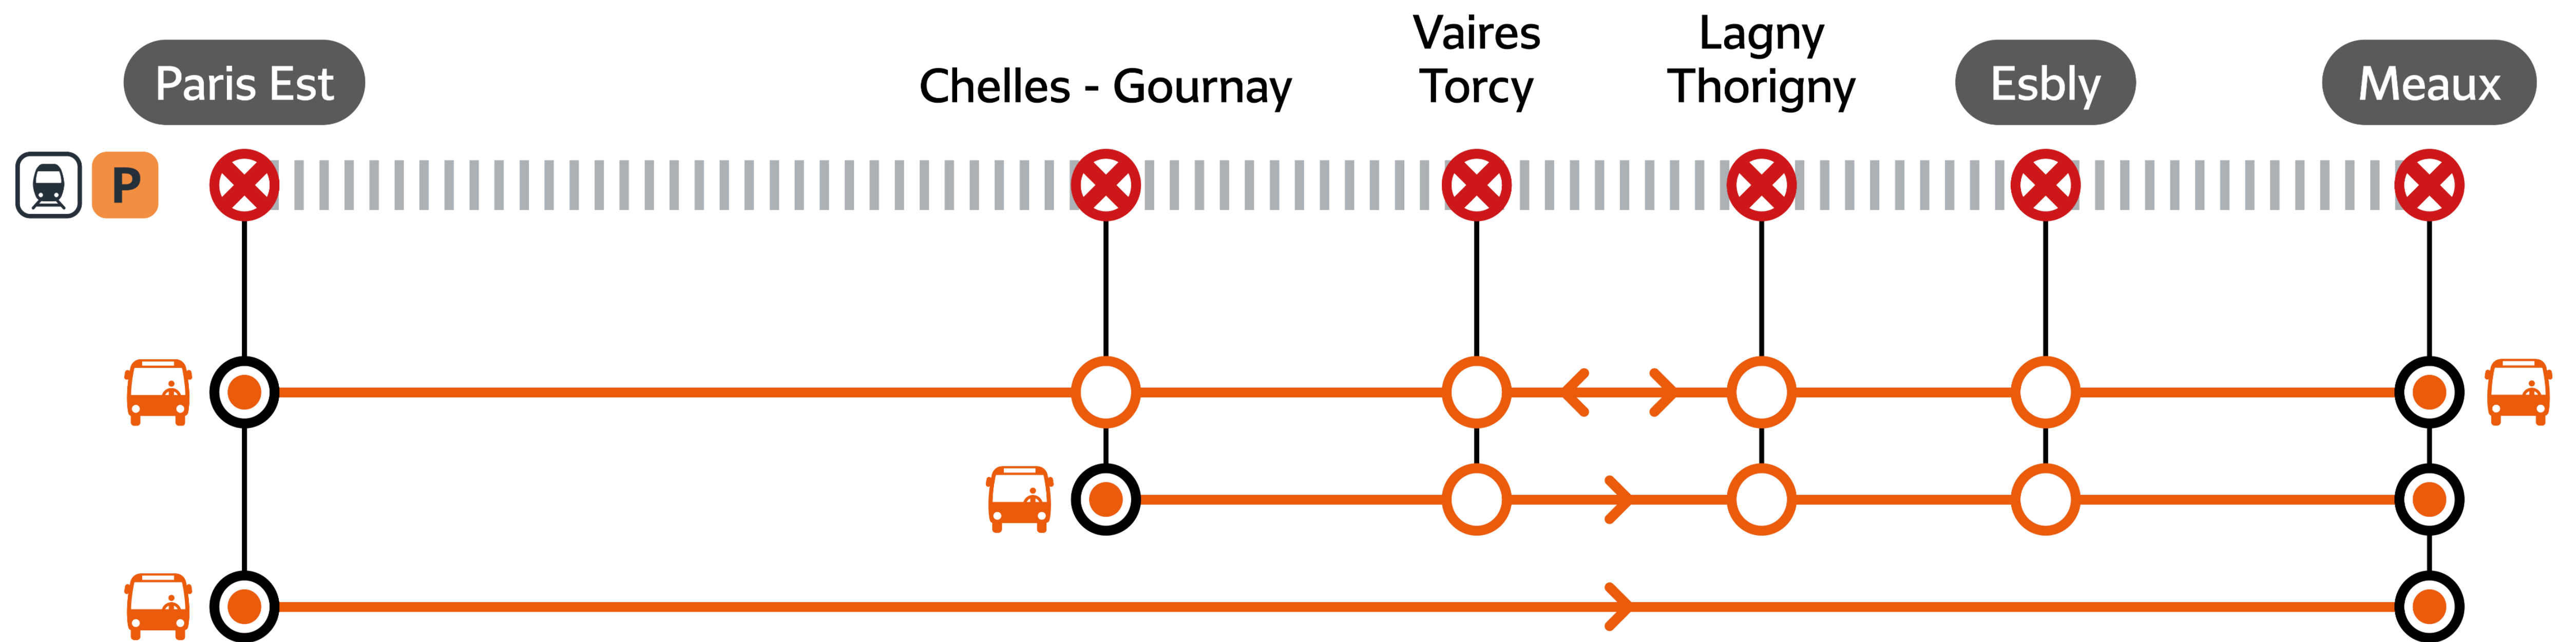 Paris Est
Chelles - Gournay
Vaires
Torcy
Lagny
Thorigny
Esbly
Meaux
P